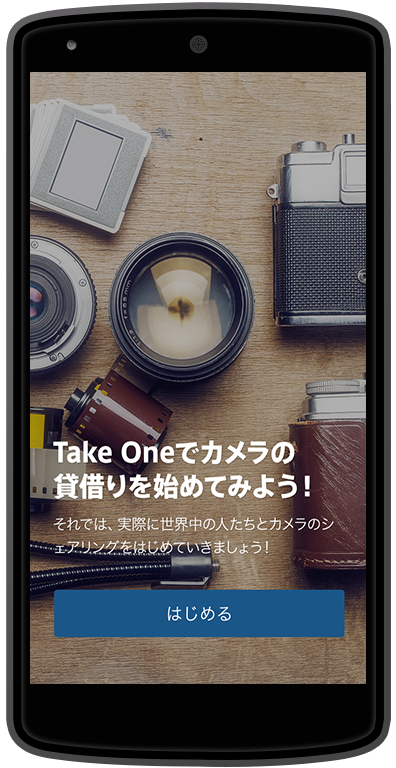 Take Oneでカメラの
貸借りを始めてみよう！
それでは、実際に世界中の人たちとカメラのシ
ェアリングをはじめていきましょう！
はじめる